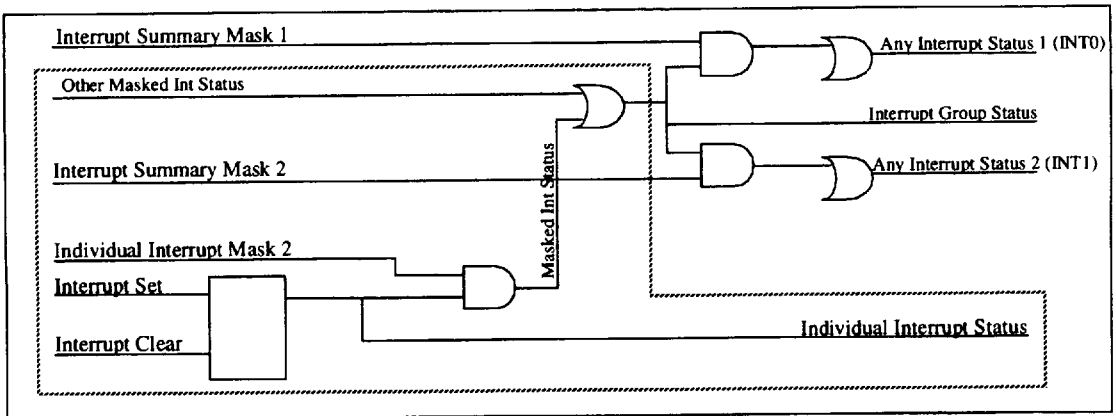 Interrupt Summary Mask 1
Any Interrupt Status 1 (INT0)
Other Masked Int Status
Interrupt Group Status
Interrupt Summary Mask 2
Any Interrupt Status 2 (INT1)
Masked Int Status
Individual Interrupt Mask 2
Interrupt Set
Individual Interrupt Status
Interrupt Clear